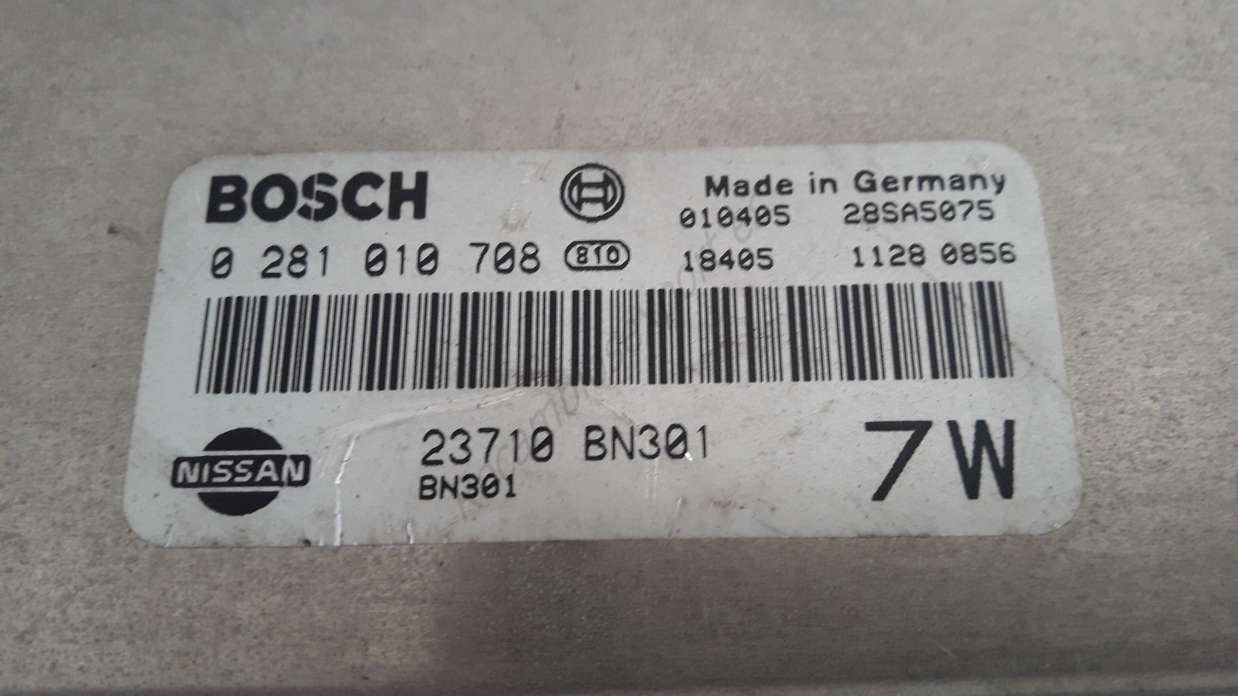 BOSCH
Made in Germany
010405 28SA5075
0 281 010 708 810
18405 1128 0856
NISSAN
23710 BN301
BN301
7W